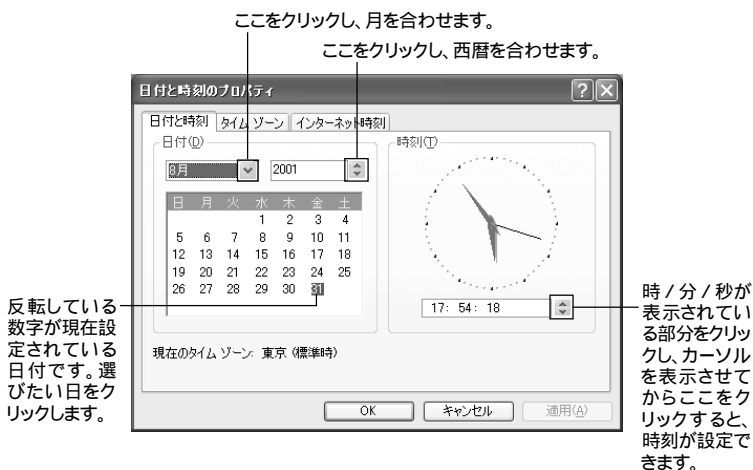 ここをクリックし、月を合わせます。
ここをクリックし、西暦を合わせます。
日付と時刻のプロパティ
日付と時刻 タイム ゾーン インターネット時刻
日付(D)
8月 2001
日 月 火 水 木 金 土
1 2 3 4
5 6 7 8 9 10 11
12 13 14 15 16 17 18
19 20 21 22 23 24 25
26 27 28 29 30 31
時刻(T)
17: 54: 18
現在のタイム ゾーン: 東京 (標準時)
OK キャンセル 適用(A)
反転している
数字が現在設
定されている
日付です。選
びたい日をク
リックします。
時/分/秒が
表示されてい
る部分をクリッ
クし、カーソル
を表示させて
からここをク
リックすると、
時刻が設定で
きます。